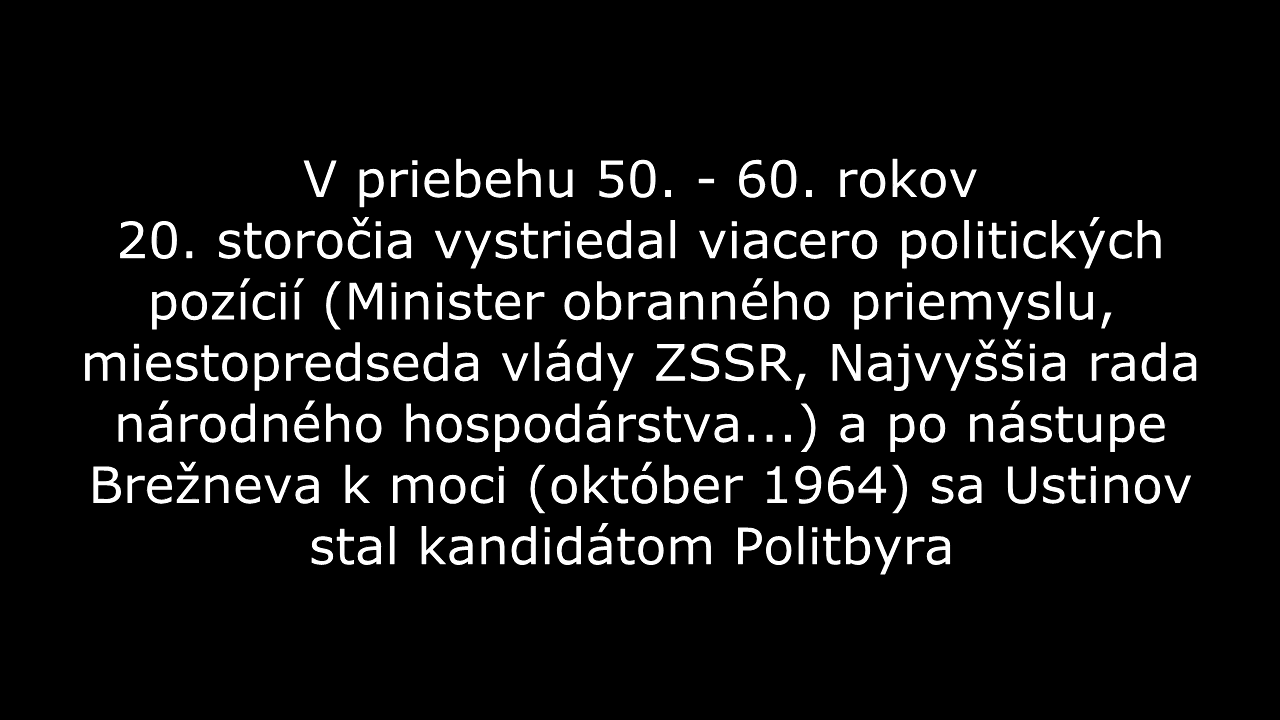 V priebehu 50. - 60. rokov
20. storočia vystriedal viacero politických
pozícií (Minister obranného priemyslu,
miestopredseda vlády ZSSR, Najvyššia rada
národného hospodárstva...) a po nástupe
Brežneva k moci (október 1964) sa Ustinov
stal kandidátom Politbyra